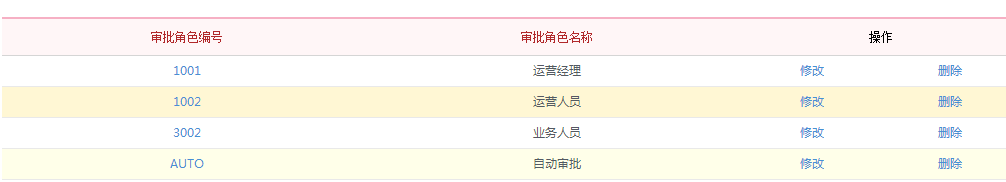 审批角色编号 审批角色名称 操作
1001 运营经理 修改 删除
1002 运营人员 修改 删除
3002 业务人员 修改 删除
AUTO 自动审批 修改 删除